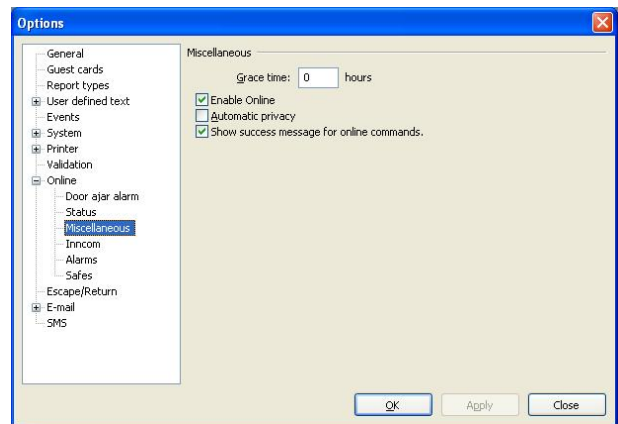 Options
General
Guest cards
Report types
User defined text
Events
System
Printer
Validation
Online
Door ajar alarm
Status
Miscellaneous
Inncom
Alarms
Safes
Escape/Return
E-mail
SMS
Miscellaneous
Grace time: 0 hours
Enable Online
Automatic privacy
Show success message for online commands.
OK Apply Close